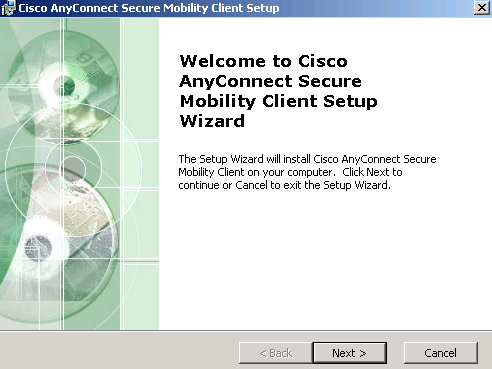 Cisco AnyConnect Secure Mobility Client Setup
Welcome to Cisco
AnyConnect Secure
Mobility Client Setup
Wizard
The Setup Wizard will install Cisco AnyConnect Secure
Mobility Client on your computer. Click Next to
continue or Cancel to exit the Setup Wizard.
< Back Next > Cancel